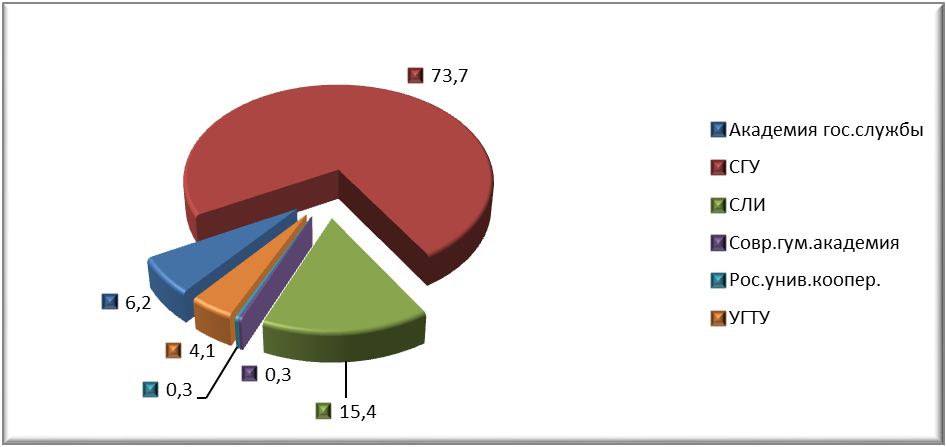 73,7
6,2
4,1
0,3
0,3
15,4
Академия гос.службы
СГУ
СЛИ
Совр.гум.академия
Рос.унив.коопер.
УГТУ